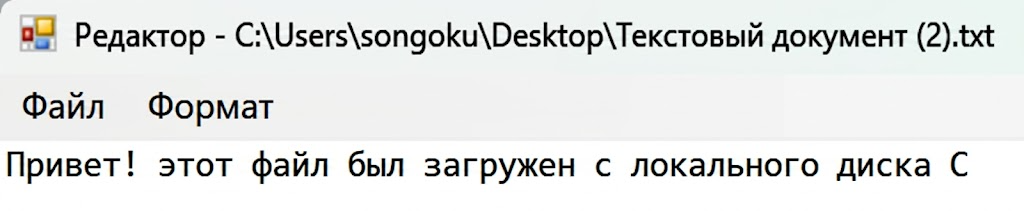 Редактор - C:\Users\songoku\Desktop\Текстовый документ (2).txt
Файл Формат
Привет! этот файл был загружен с локального диска С